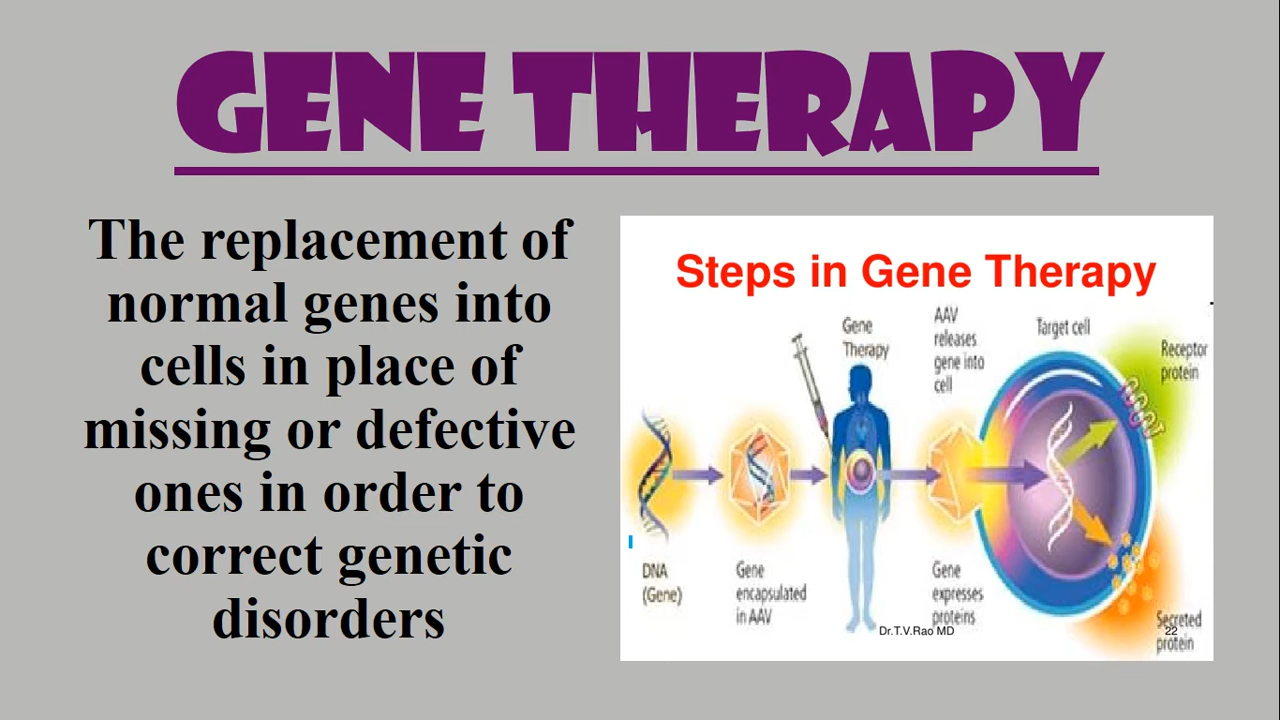 GENE THERAPY
The replacement of
normal genes into
cells in place of
missing or defective
ones in order to
correct genetic
disorders
Steps in Gene Therapy
Gene
Therapy
AAV
releases
gene into
cell
Target cell
Receptor
protein
DNA
(Gene)
Gene
encapsulated
in AAV
Gene
expresses
proteins
Secreted
protein
Dr.T.V.Rao MD
22